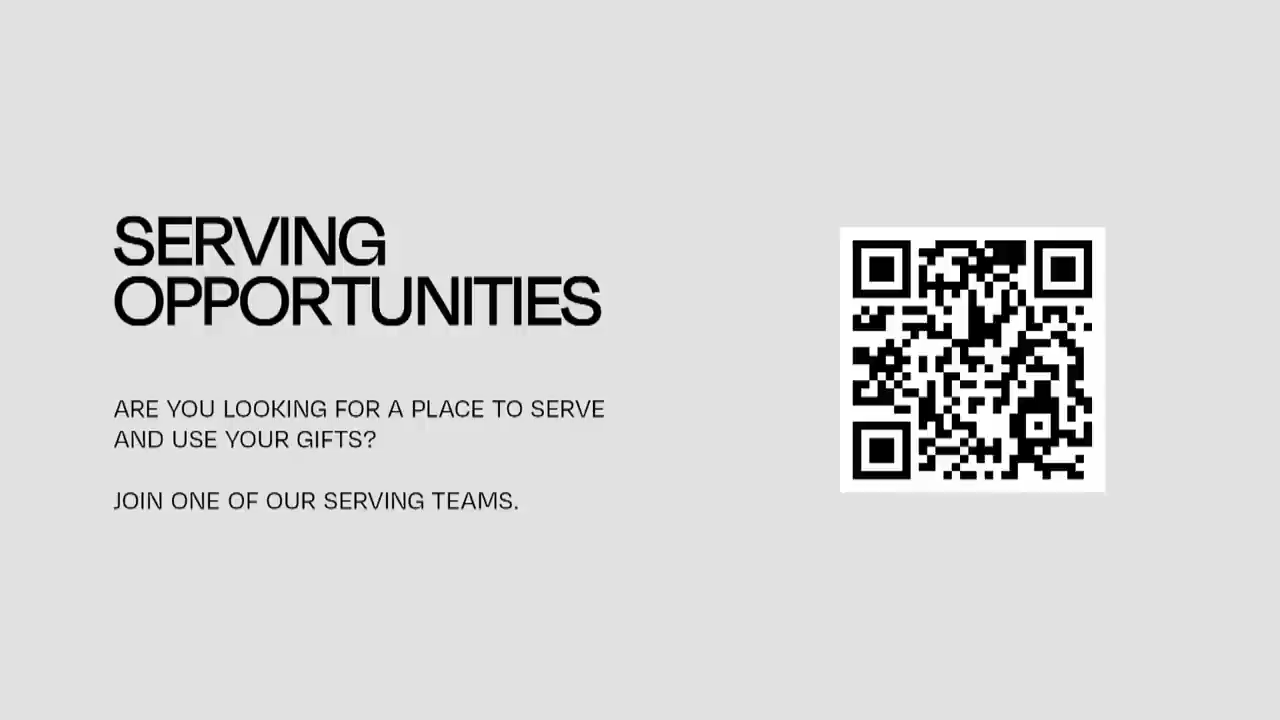 SERVING
OPPORTUNITIES
ARE YOU LOOKING FOR A PLACE TO SERVE
AND USE YOUR GIFTS?
JOIN ONE OF OUR SERVING TEAMS.